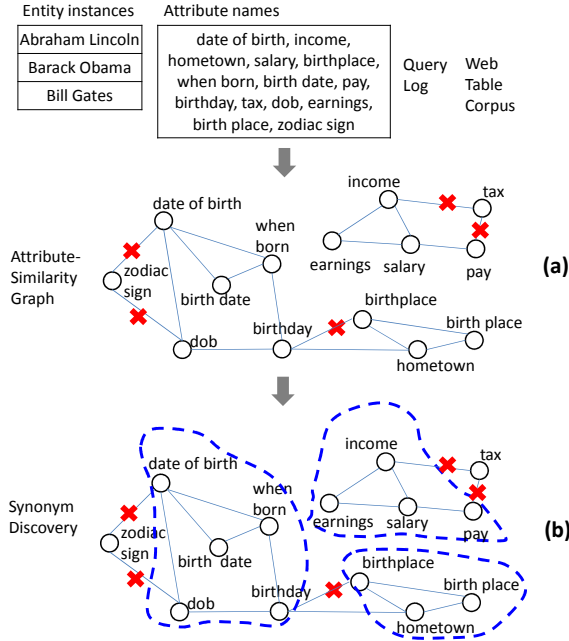 Entity instances
Attribute names
Abraham Lincoln
Barack Obama
Bill Gates
date of birth, income,
hometown, salary, birthplace,
when born, birth date, pay,
birthday, tax, dob, earnings,
birth place, zodiac sign
Query
Log
Web
Table
Corpus
Attribute-
Similarity
Graph
date of birth
when
born
zodiac
sign
birth date
dob
birthday
income
tax
earnings
salary
pay
birthplace
birth place
hometown
(a)
Synonym
Discovery
date of birth
when
born
zodiac
sign
birth date
dob
birthday
income
tax
earnings
salary
pay
birthplace
birth place
hometown
(b)